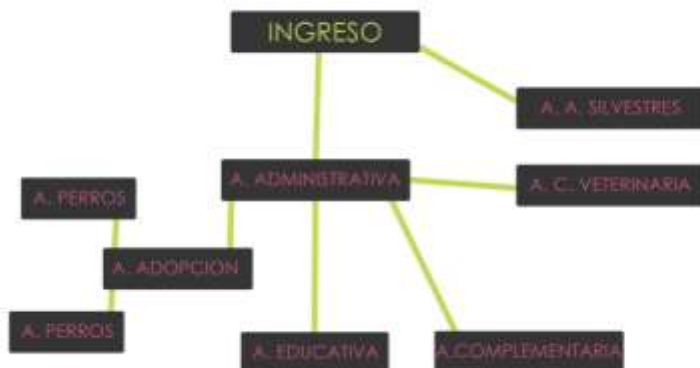 INGRESO
A. A. SILVESTRES
A. ADMINISTRATIVA
A. C. VETERINARIA
A. PERROS
A. ADOPCION
A. PERROS
A. EDUCATIVA
A.COMPLEMENTARIA